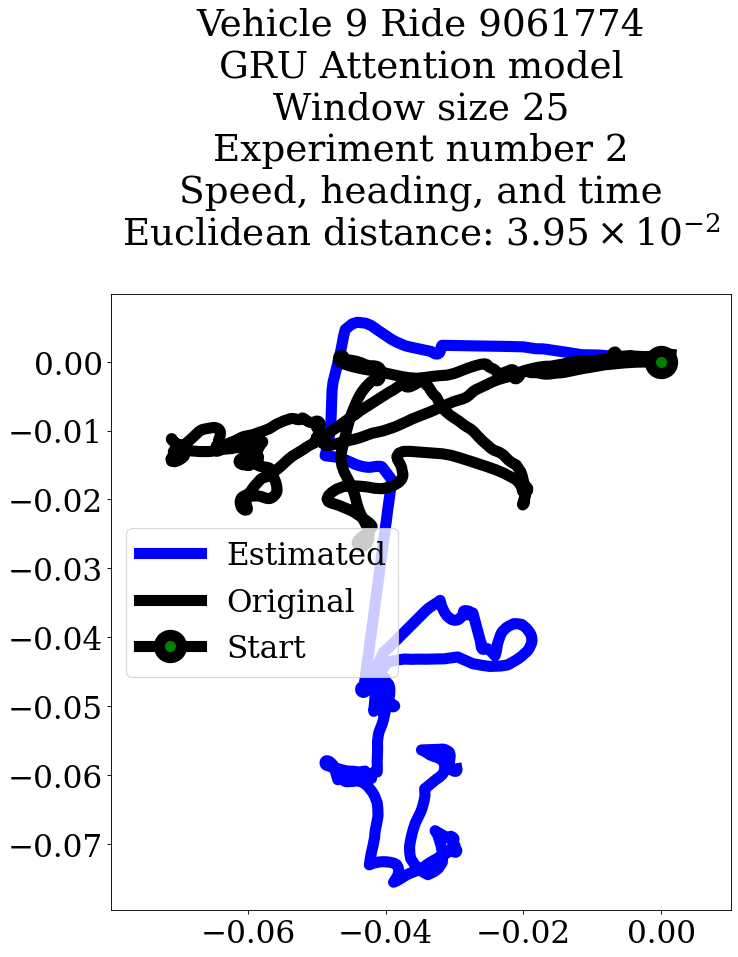 Vehicle 9 Ride 9061774
GRU Attention model
Window size 25
Experiment number 2
Speed, heading, and time
Euclidean distance: 3.95 × 10⁻²
0.00
−0.01
−0.02
−0.03
−0.04
−0.05
−0.06
−0.07
Estimated
Original
Start
−0.06
−0.04
−0.02
0.00